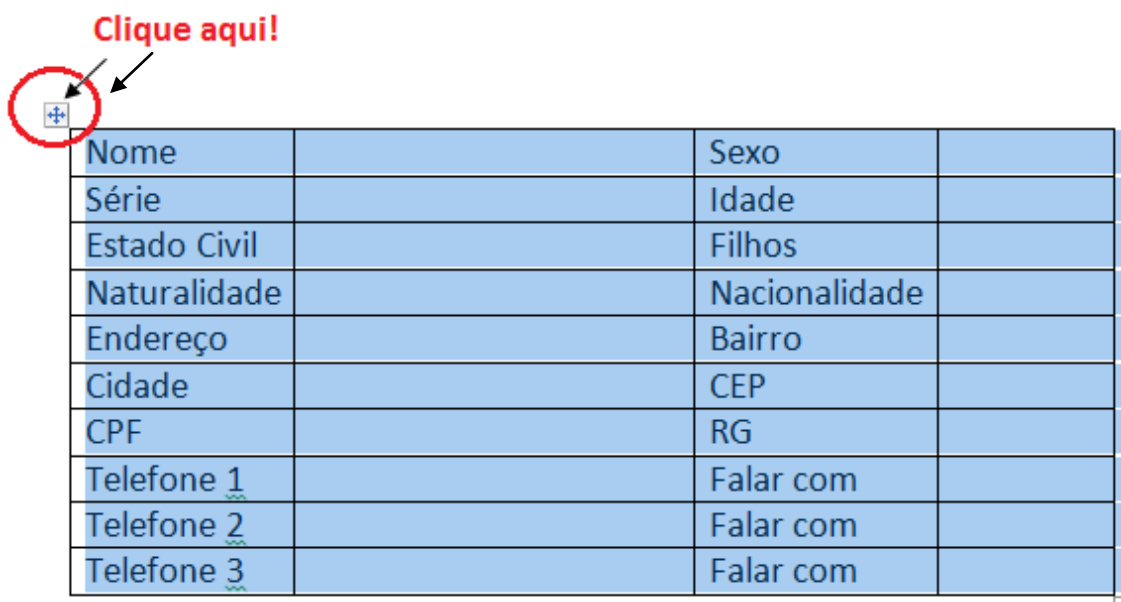 Clique aqui!
Nome Sexo
Série Idade
Estado Civil Filhos
Naturalidade Nacionalidade
Endereço Bairro
Cidade CEP
CPF RG
Telefone 1 Falar com
Telefone 2 Falar com
Telefone 3 Falar com